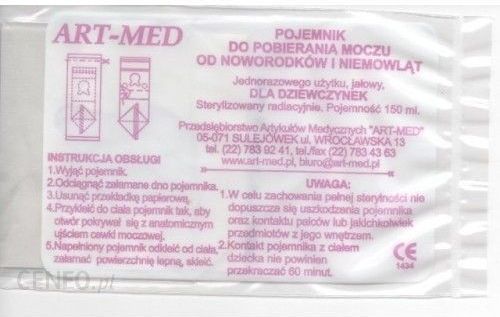 ART-MED
POJEMNIK
DO POBIERANIA MOCZU
OD NOWORODKÓW I NIEMOWLĄT
Jednorazowego użytku, jałowy.
DLA DZIEWCZYNEK
Sterylizowany radiacyjnie. Pojemność 150 ml.
Przedsiębiorstwo Artykułów Medycznych "ART-MED"
05-071 SULEJÓWEK UL. WROCŁAWSKA 13
tel. (22) 783 92 41, tel./fax (22) 783 43 63
www.art-med.pl, biuro@art-med.pl
INSTRUKCJA OBSŁUGI
1.Wyjąć pojemnik.
2.Odciągnąć załamane dno pojemnika.
3.Usunąć przekładkę papierową.
4.Przykleić do ciała pojemnik tak, aby
otwór pokrywał się z anatomicznym
ujściem cewki moczowej.
5.Napełniony pojemnik odkleić od ciała,
załamać powierzchnię lepną, skleić.
UWAGA:
1.W celu zachowania pełnej sterylności nie
dopuszcza się uszkodzenia pojemnika
oraz kontaktu palców lub jakichkolwiek
przedmiotów z jego wnętrzem.
2.Kontakt pojemnika z ciałem
dziecka nie powinien
przekraczać 60 minut.
CE
1434
CENEO.pl